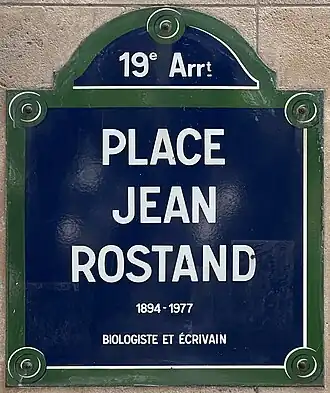 19e Arrt
PLACE
JEAN
ROSTAND
1894-1977
BIOLOGISTE ET ÉCRIVAIN